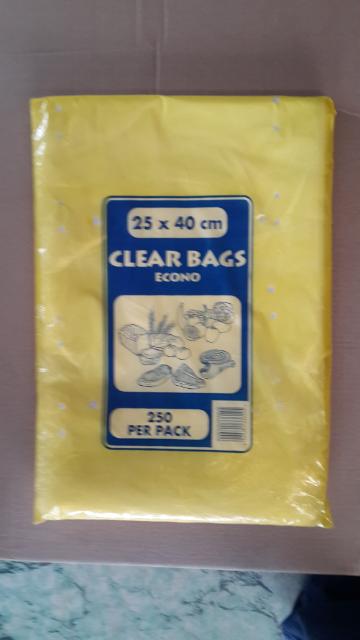 25 x 40 cm
CLEAR BAGS
ECONO
250
PER PACK